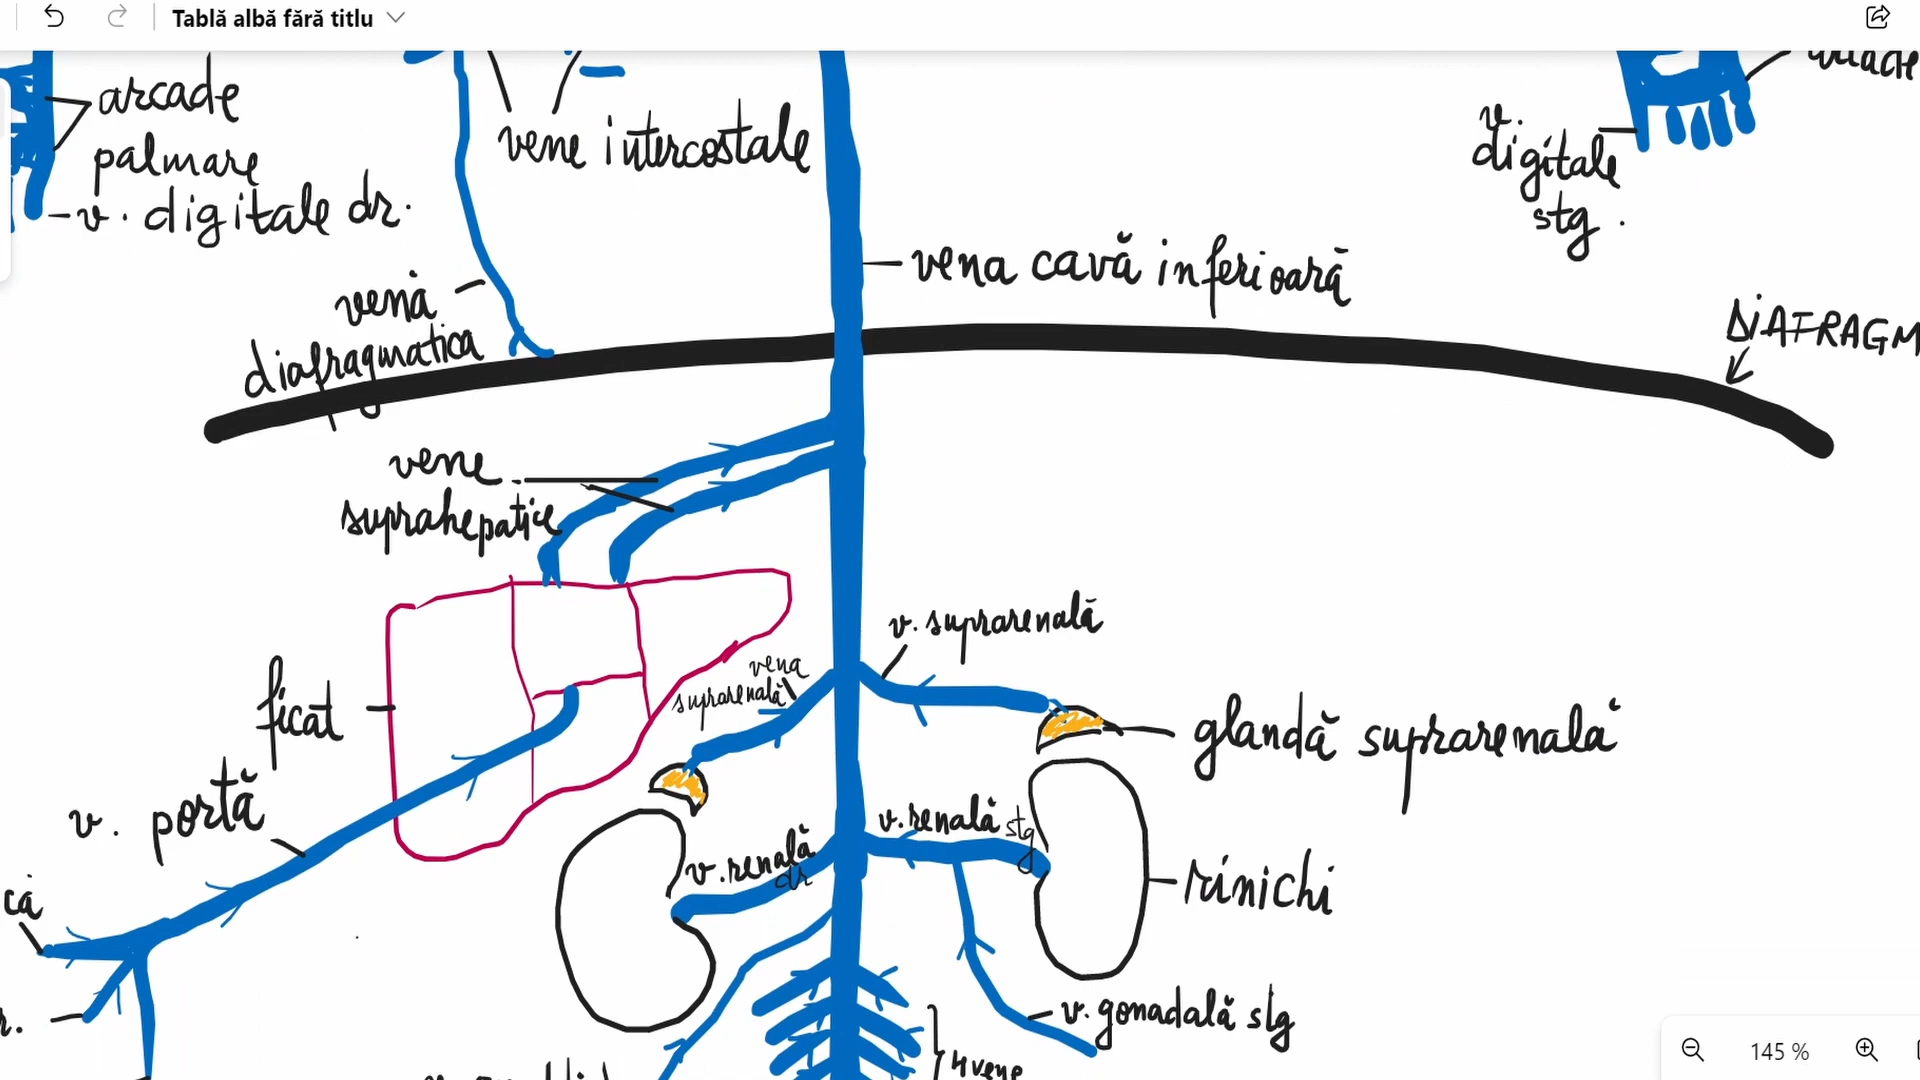 Tablă albă fără titlu
arcade
palmare
v. digitale dr.
vene intercostale
v.
digitale
stg.
vena cavă inferioară
vena
diafragmatica
DiAFRAGM
vene
suprahepatice
v. suprarenală
vena
suprarenală
ficat
glandă suprarenală
v. portă
v. renală stg
v. renală
dr
rinichi
că
v. gonadală stg
r.
4 vene
145 %